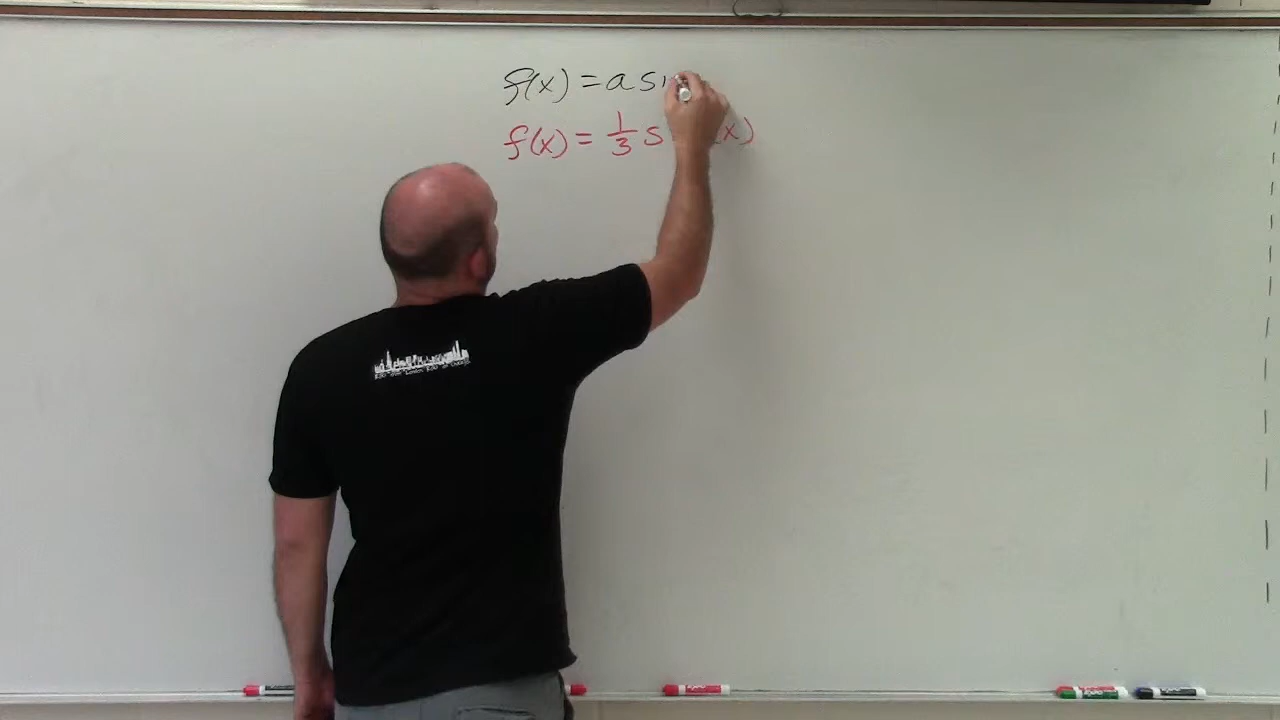 f(x) = a si
f(x) = 1/3 s (x)